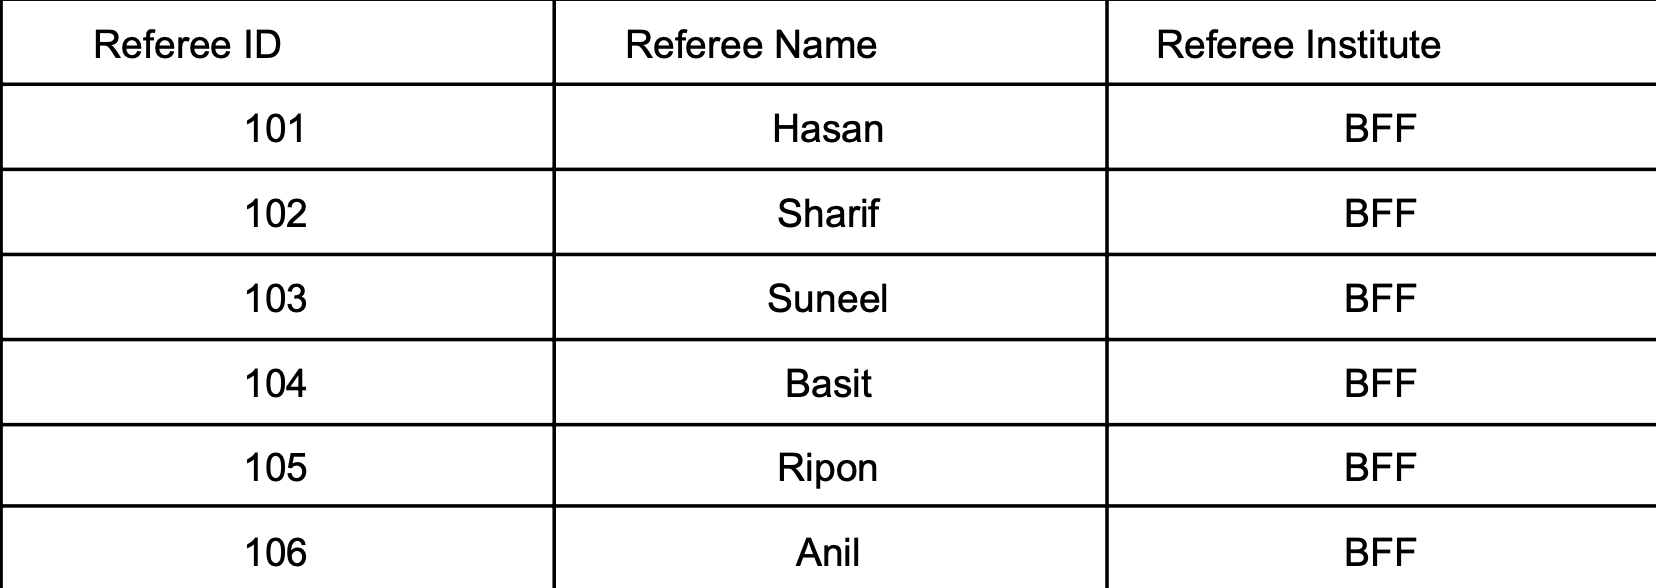 Referee ID Referee Name Referee Institute
101 Hasan BFF
102 Sharif BFF
103 Suneel BFF
104 Basit BFF
105 Ripon BFF
106 Anil BFF